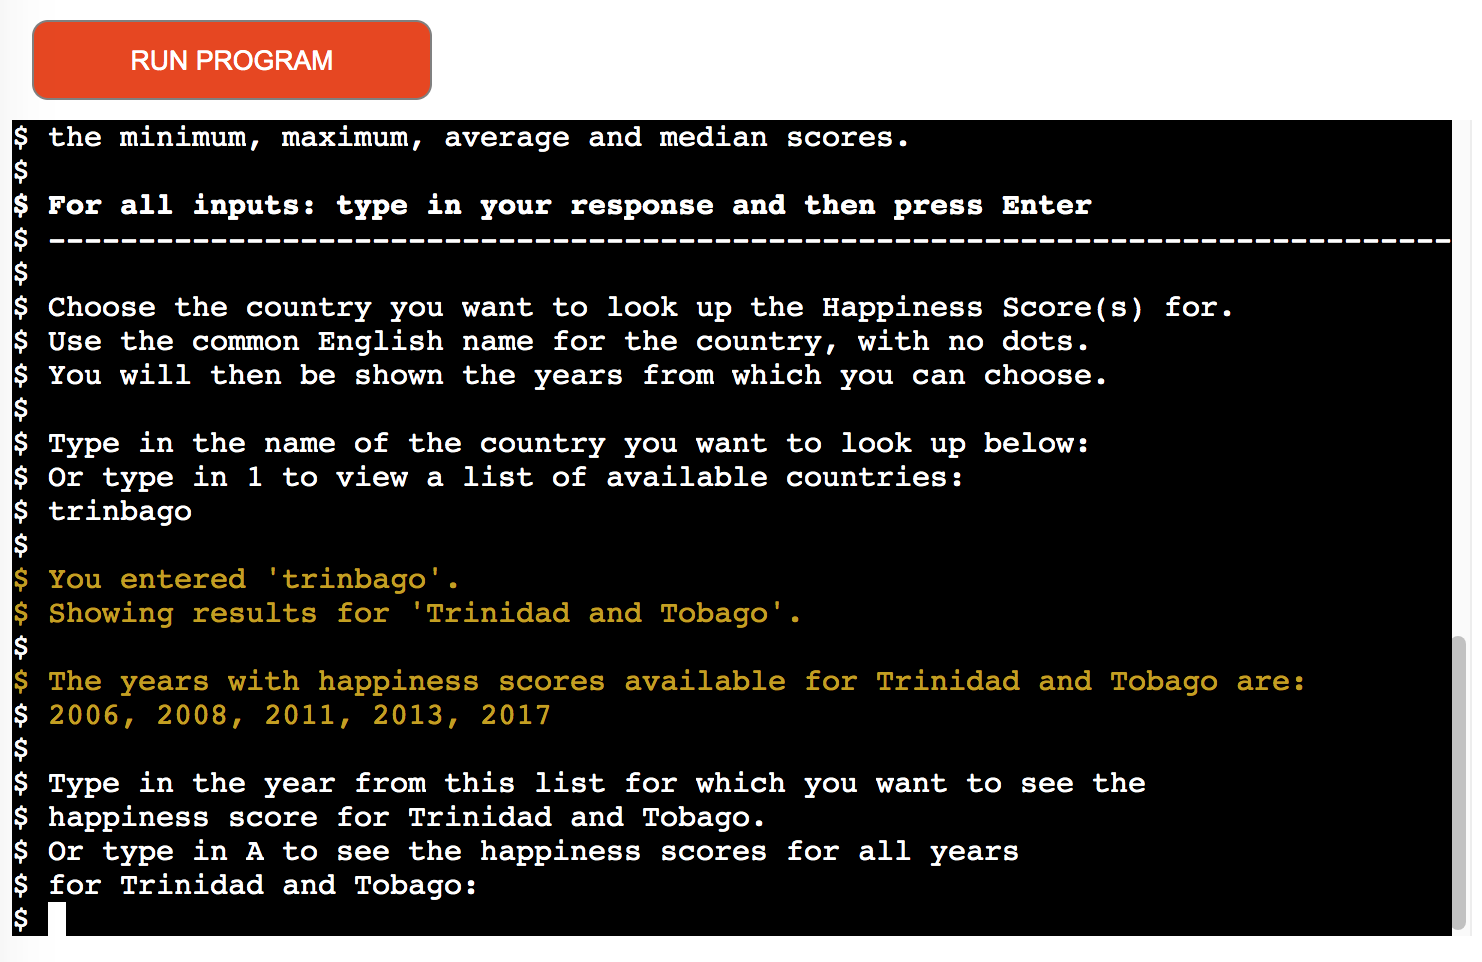 RUN PROGRAM
$ the minimum, maximum, average and median scores.
$
$ For all inputs: type in your response and then press Enter
$ ------------------------------------------------------------------------------
$
$ Choose the country you want to look up the Happiness Score(s) for.
$ Use the common English name for the country, with no dots.
$ You will then be shown the years from which you can choose.
$
$ Type in the name of the country you want to look up below:
$ Or type in 1 to view a list of available countries:
$ trinbago
$
$ You entered 'trinbago'.
$ Showing results for 'Trinidad and Tobago'.
$
$ The years with happiness scores available for Trinidad and Tobago are:
$ 2006, 2008, 2011, 2013, 2017
$
$ Type in the year from this list for which you want to see the
$ happiness score for Trinidad and Tobago.
$ Or type in A to see the happiness scores for all years
$ for Trinidad and Tobago:
$